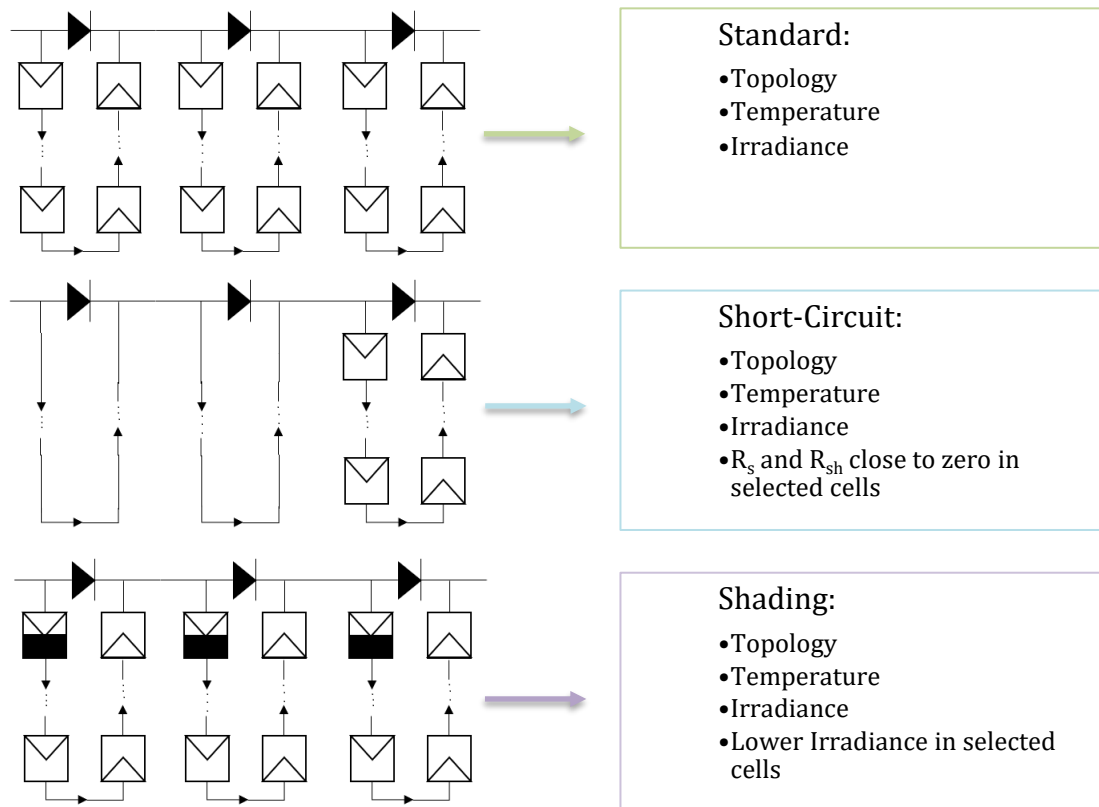 Standard:
•Topology
•Temperature
•Irradiance
Short-Circuit:
•Topology
•Temperature
•Irradiance
•Rs and Rsh close to zero in
selected cells
Shading:
•Topology
•Temperature
•Irradiance
•Lower Irradiance in selected
cells